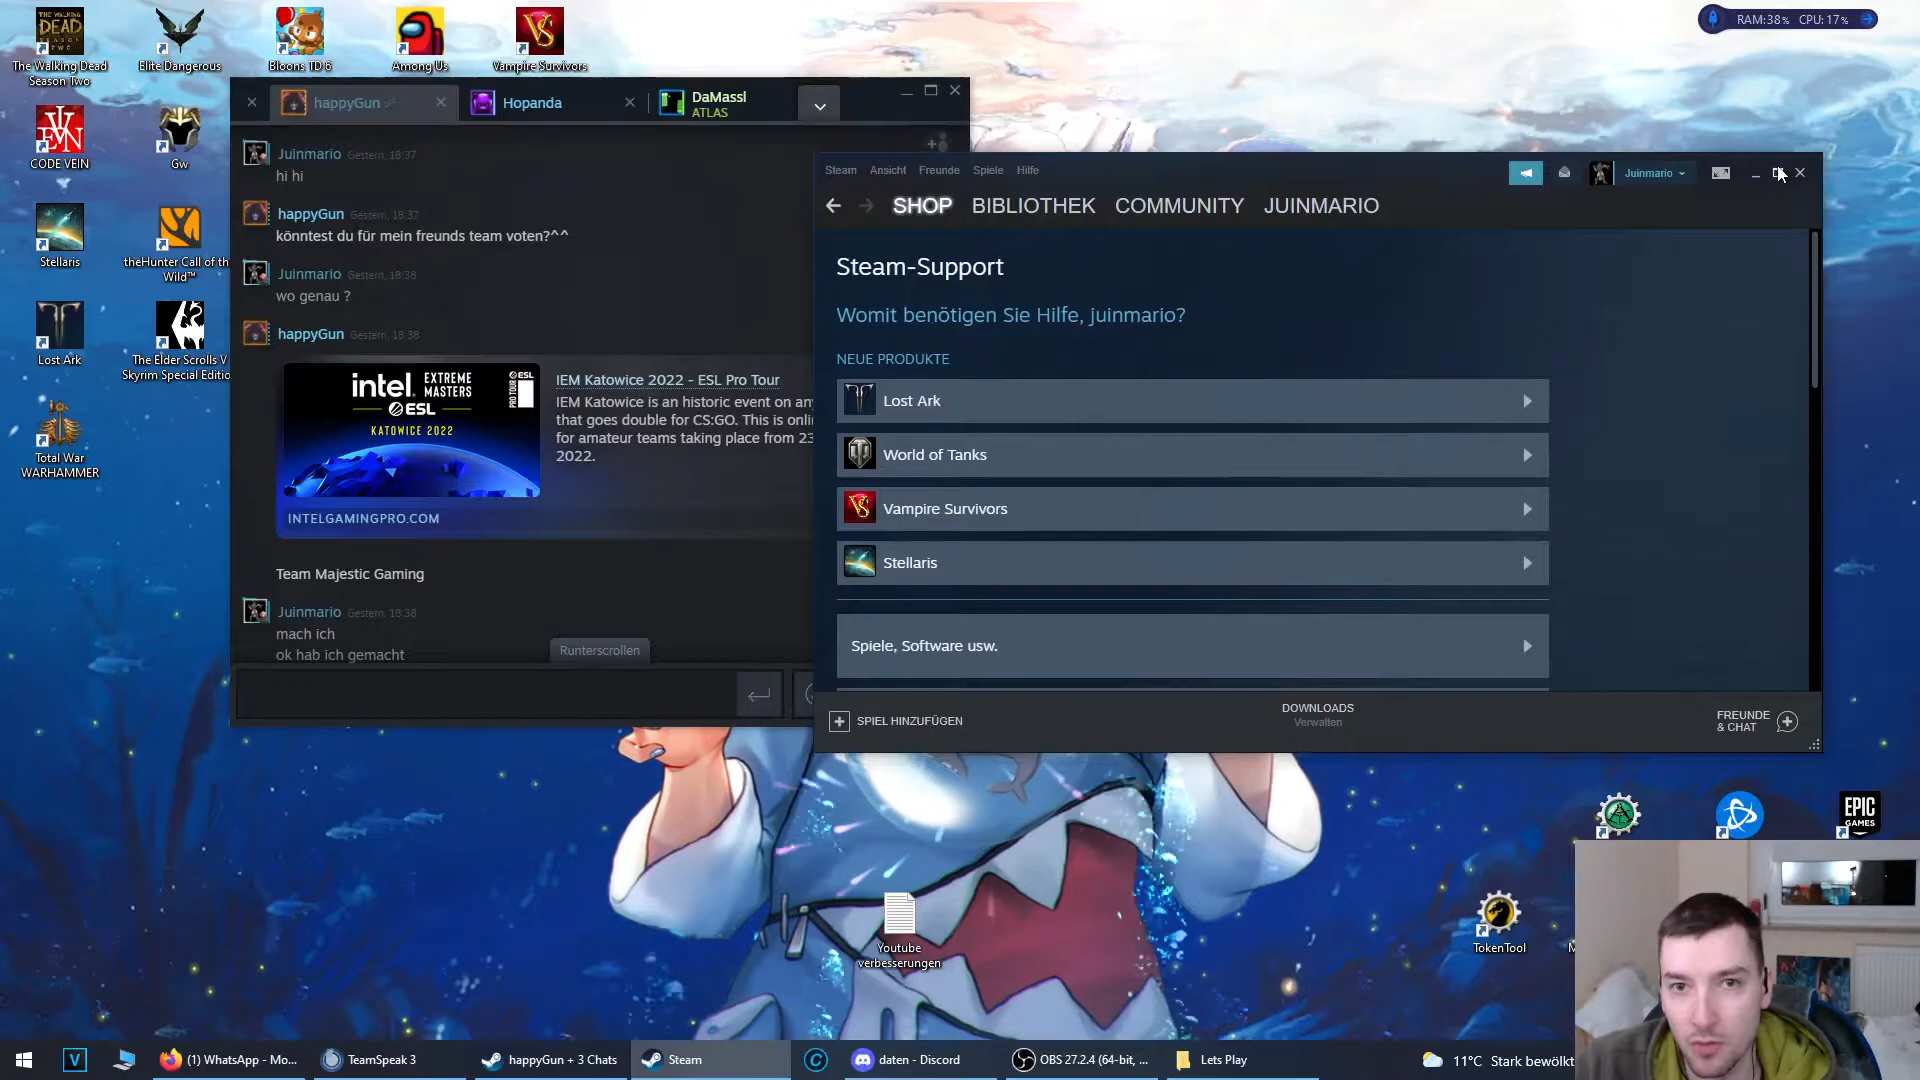 The Walking Dead
Season Two
Elite Dangerous
Bloons TD 6
Among Us
Vampire Survivors
CODE VEIN
Gw
Stellaris
theHunter Call of th
Wild™
Lost Ark
The Elder Scrolls V
Skyrim Special Editio
Total War
WARHAMMER
RAM:38% CPU:17%
happyGun
Hopanda
DaMassl
ATLAS
Juinmario Gestern, 18:37
hi hi
happyGun Gestern, 18:37
könntest du für mein freunds team voten?^^
Juinmario Gestern, 18:38
wo genau ?
happyGun Gestern, 18:38
intel. EXTREME
MASTERS
ESL
KATOWICE 2022
PRO TOUR
ESL
IEM Katowice 2022 - ESL Pro Tour
IEM Katowice is an historic event on an
that goes double for CS:GO. This is onli
for amateur teams taking place from 23
2022.
INTELGAMINGPRO.COM
Team Majestic Gaming
Juinmario Gestern, 18:38
mach ich
ok hab ich gemacht
Runterscrollen
Steam Ansicht Freunde Spiele Hilfe
Juinmario
SHOP BIBLIOTHEK COMMUNITY JUINMARIO
Steam-Support
Womit benötigen Sie Hilfe, juinmario?
NEUE PRODUKTE
Lost Ark
World of Tanks
Vampire Survivors
Stellaris
Spiele, Software usw.
SPIEL HINZUFÜGEN
DOWNLOADS
Verwalten
FREUNDE
& CHAT
EPIC
GAMES
Youtube
verbesserungen
TokenTool
(1) WhatsApp - Mo...
TeamSpeak 3
happyGun + 3 Chats
Steam
daten - Discord
OBS 27.2.4 (64-bit, ...
Lets Play
11°C Stark bewölkt